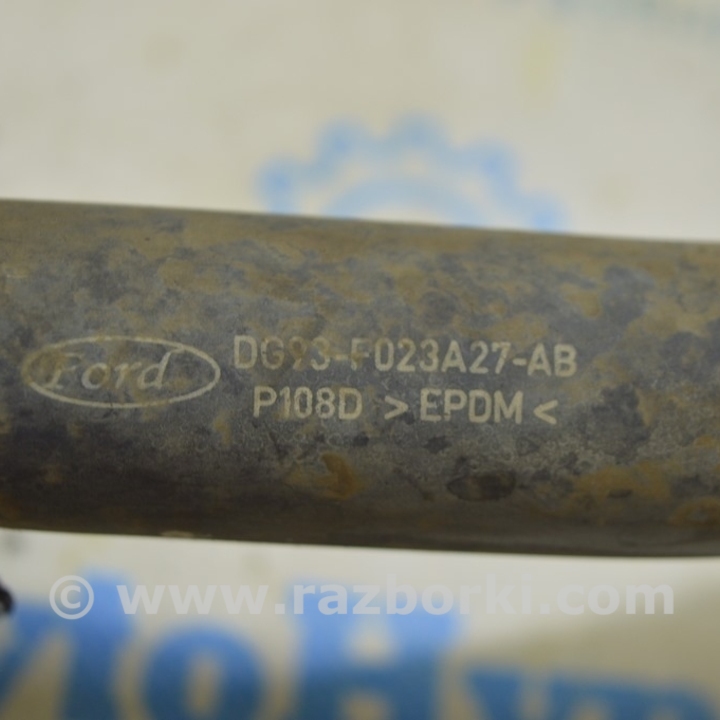 Ford
DG93-F023A27-AB
P108D >EPDM<
© www.razborki.com